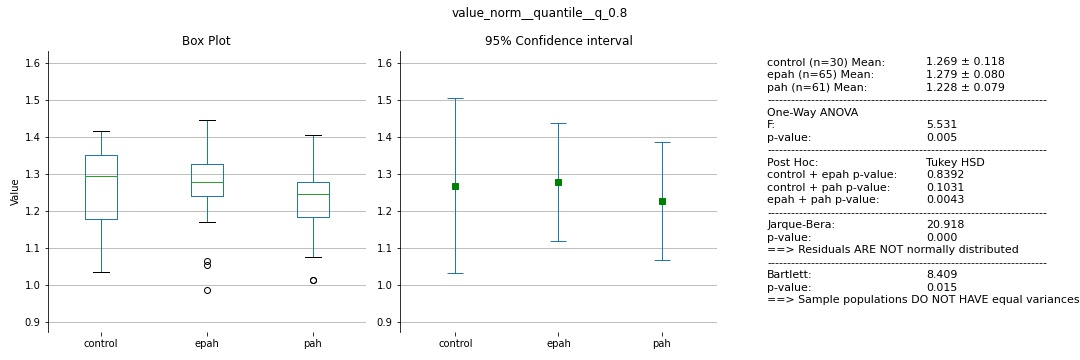 value_norm__quantile__q_0.8
Box Plot
1.6
1.5
1.4
1.3
1.2
1.1
1.0
0.9
Value
control epah pah
95% Confidence interval
1.6
1.5
1.4
1.3
1.2
1.1
1.0
0.9
control epah pah
control (n=30) Mean: 1.269 ± 0.118
epah (n=65) Mean: 1.279 ± 0.080
pah (n=61) Mean: 1.228 ± 0.079
One-Way ANOVA
F: 5.531
p-value: 0.005
Post Hoc: Tukey HSD
control + epah p-value: 0.8392
control + pah p-value: 0.1031
epah + pah p-value: 0.0043
Jarque-Bera: 20.918
p-value: 0.000
==> Residuals ARE NOT normally distributed
Bartlett: 8.409
p-value: 0.015
==> Sample populations DO NOT HAVE equal variances